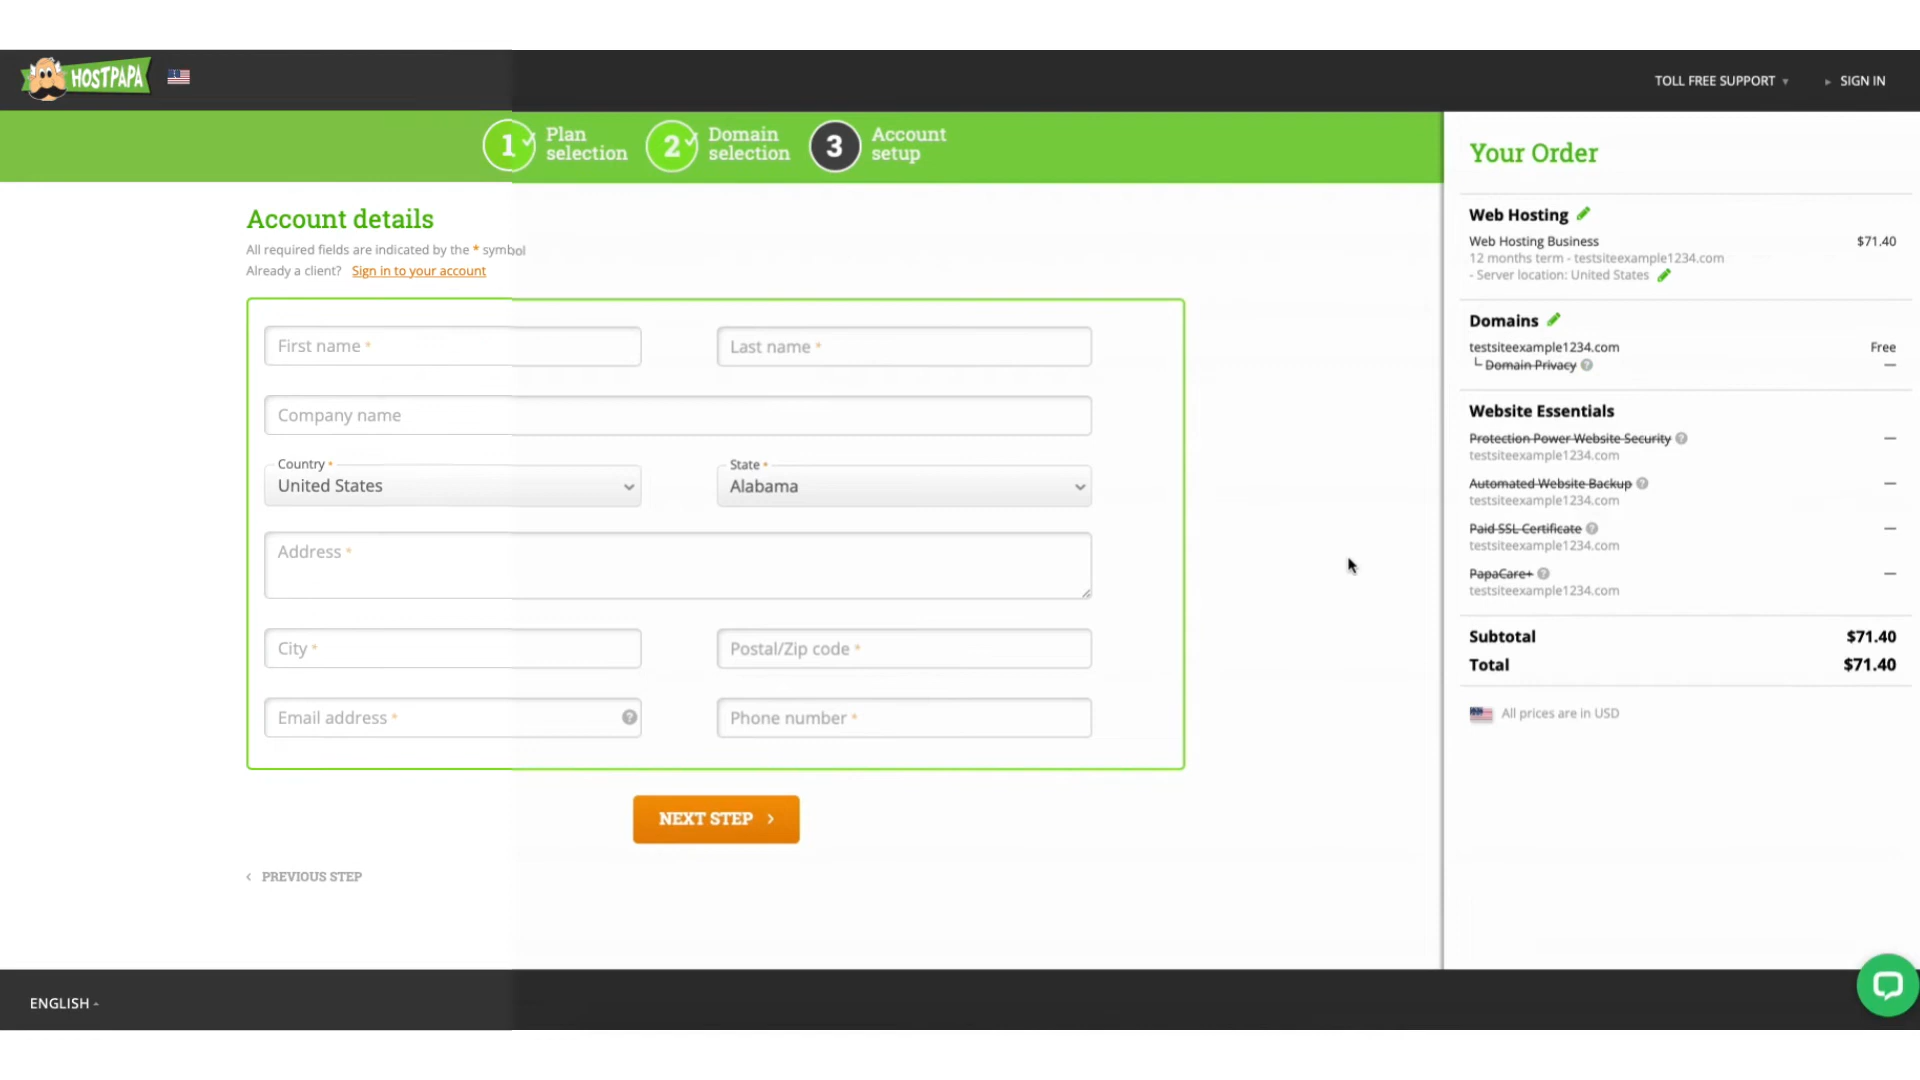 HOSTPAPA
TOLL FREE SUPPORT
SIGN IN
1 Plan selection
2 Domain selection
3 Account setup
Account details
All required fields are indicated by the * symbol
Already a client? Sign in to your account
First name *
Last name *
Company name
Country *
United States
State *
Alabama
Address *
City *
Postal/Zip code *
Email address *
?
Phone number *
NEXT STEP >
< PREVIOUS STEP
Your Order
Web Hosting
Web Hosting Business $71.40
12 months term - testsiteexample1234.com
- Server location: United States
Domains
testsiteexample1234.com Free
Domain Privacy ? —
Website Essentials
Protection Power Website Security ? —
testsiteexample1234.com
Automated Website Backup ? —
testsiteexample1234.com
Paid SSL Certificate ? —
testsiteexample1234.com
PapaCare+ ? —
testsiteexample1234.com
Subtotal $71.40
Total $71.40
All prices are in USD
ENGLISH